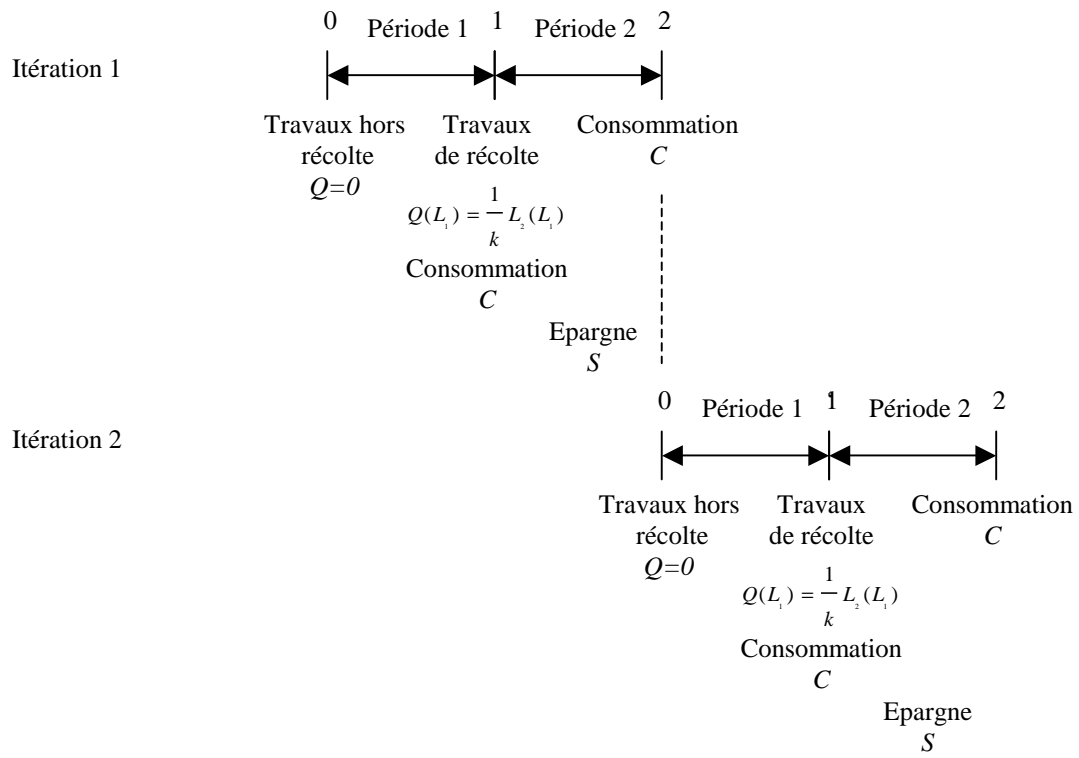 0 Période 1 1 Période 2 2
Itération 1
Travaux hors Travaux Consommation
récolte de récolte C
Q=0
Q(L₁) = 1/k L₂(L₁)
Consommation
C
Epargne
S
0 Période 1 1 Période 2 2
Itération 2
Travaux hors Travaux Consommation
récolte de récolte C
Q=0
Q(L₁) = 1/k L₂(L₁)
Consommation
C
Epargne
S